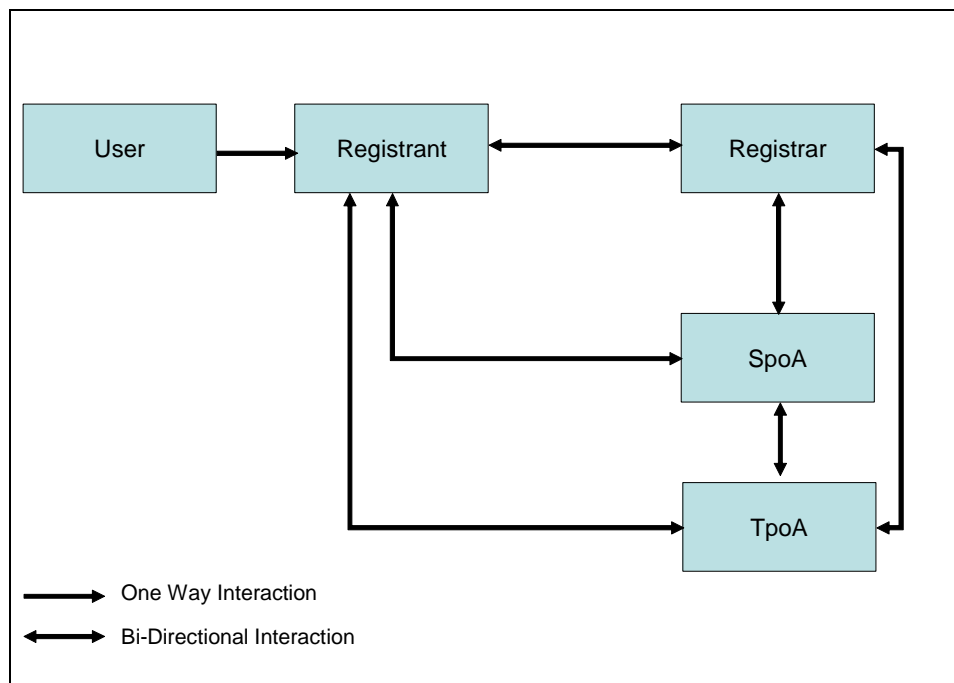 User
Registrant
Registrar
SpoA
TpoA
One Way Interaction
Bi-Directional Interaction